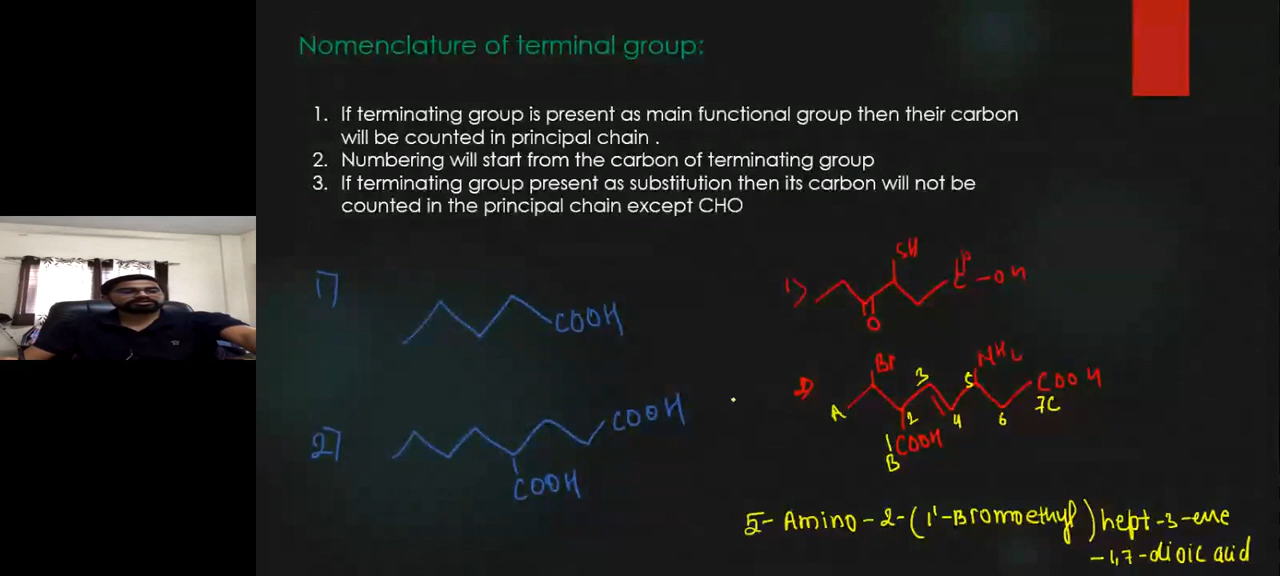 Nomenclature of terminal group:
1. If terminating group is present as main functional group then their carbon
will be counted in principal chain .
2. Numbering will start from the carbon of terminating group
3. If terminating group present as substitution then its carbon will not be
counted in the principal chain except CHO
1)
COOH
2)
COOH
COOH
1)
SH
O
C-OH
O
2)
Br
NH2
3
5
COOH
A
2
4
6
7C
1
COOH
B
5-Amino-2-(1'-Bromoethyl)hept-3-ene
-1,7-dioic acid